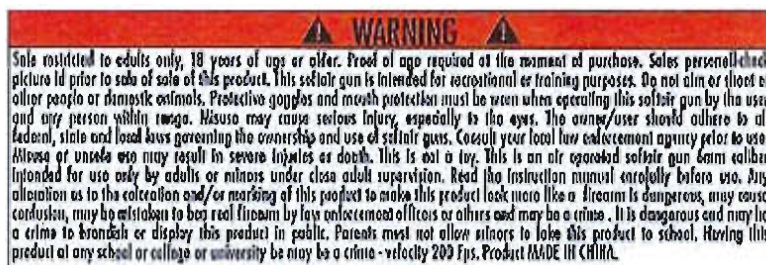 WARNING
Sale restricted to adults only, 18 years of age or older. Proof of age required at the moment of purchase. Sales personell-check
picture id prior to sale of sale of this product. This softair gun is intended for recreational or training purposes. Do not aim or shoot at
other people or domestic animals. Protective goggles and mouth protection must be worn when operating this softair gun by the user
and any person within range. Misuse may cause serious injury, especially to the eyes. The owner/user should adhere to all
federal, state and local laws governing the ownership and use of softair guns. Consult your local law enforcement agency prior to use.
Misuse or unsafe use may result in severe injuries or death. This is not a toy. This is an air operated softair gun 6mm caliber
intended for use only by adults or minors under close adult supervision. Read the instruction manual carefully before use. Any
alteration as to the coloration and/or marking of this product to make this product look more like a firearm is dangerous, may cause
confusion, may be mistaken to be a real firearm by law enforcement officers or others and may be a crime . It is dangerous and may be
a crime to brandish or display this product in public. Parents must not allow minors to take this product to school. Having this
product at any school or college or university be may be a crime - velocity 200 Fps. Product MADE IN CHINA.